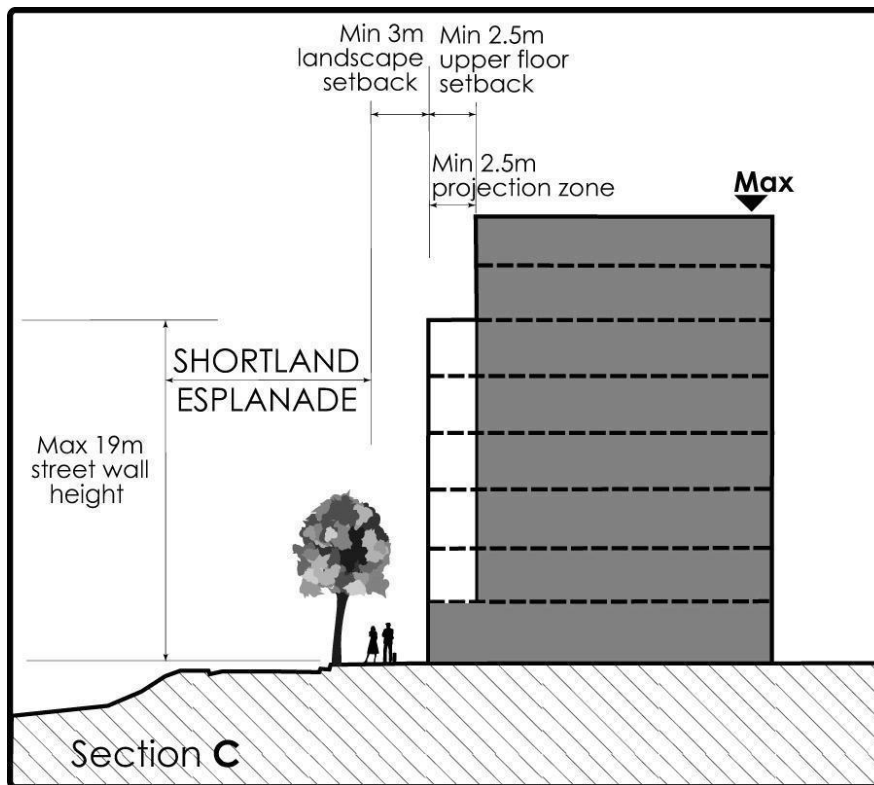 Min 3m
landscape
setback
Min 2.5m
upper floor
setback
Min 2.5m
projection zone
Max
SHORTLAND
ESPLANADE
Max 19m
street wall
height
Section C